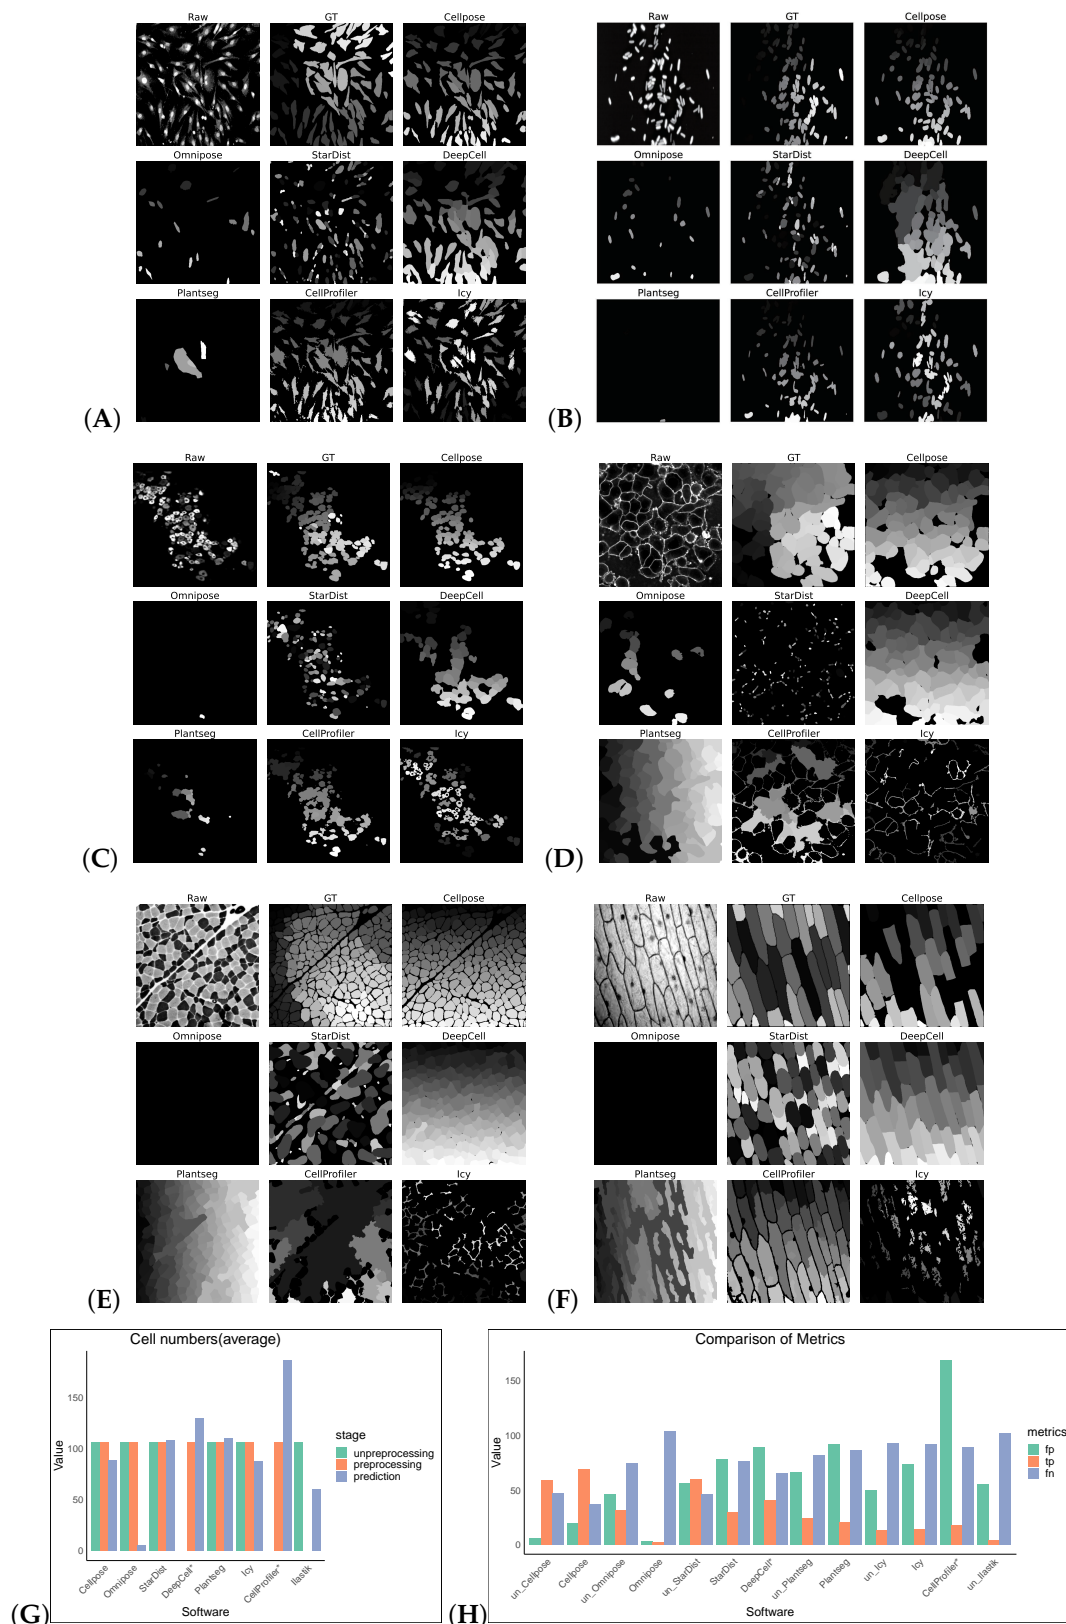 Raw GT Cellpose
Omnipose StarDist DeepCell
Plantseg CellProfiler Icy
(A)
Raw GT Cellpose
Omnipose StarDist DeepCell
Plantseg CellProfiler Icy
(B)
Raw GT Cellpose
Omnipose StarDist DeepCell
Plantseg CellProfiler Icy
(C)
Raw GT Cellpose
Omnipose StarDist DeepCell
Plantseg CellProfiler Icy
(D)
Raw GT Cellpose
Omnipose StarDist DeepCell
Plantseg CellProfiler Icy
(E)
Raw GT Cellpose
Omnipose StarDist DeepCell
Plantseg CellProfiler Icy
(F)
Cell numbers(average)
Value
150
100
50
0
Cellpose Omnipose StarDist DeepCell* Plantseg Icy CellProfiler* Ilastik
Software
stage
unpreprocessing
preprocessing
prediction
(G)
Comparison of Metrics
Value
150
100
50
0
un_Cellpose Cellpose un_Omnipose Omnipose un_StarDist StarDist DeepCell* un_Plantseg Plantseg un_Icy Icy CellProfiler* un_Ilastik
Software
metrics
fp
tp
fn
(H)